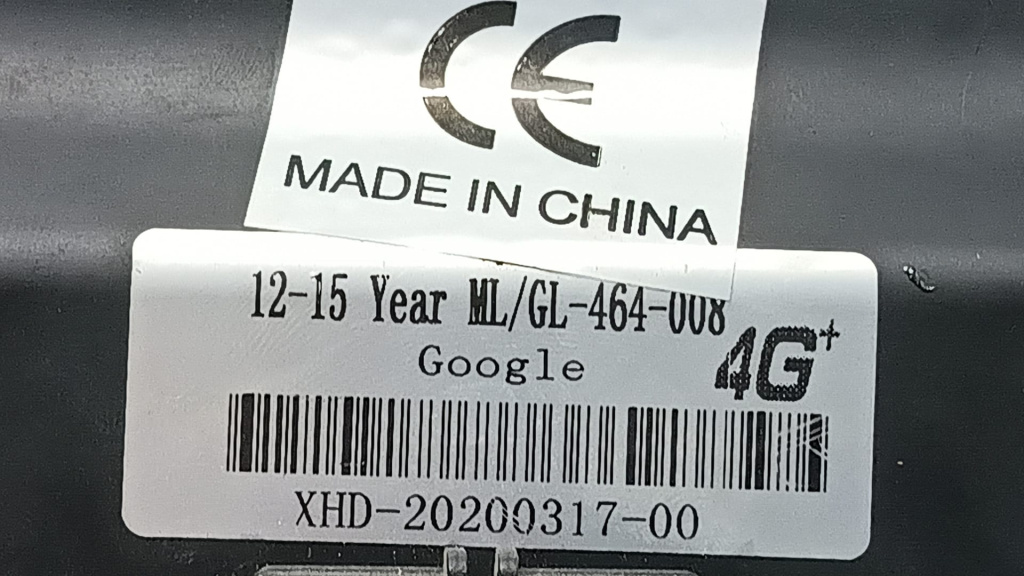 CE
MADE IN CHINA
12-15 Year ML/GL-464-008
Google
4G+
XHD-20200317-00